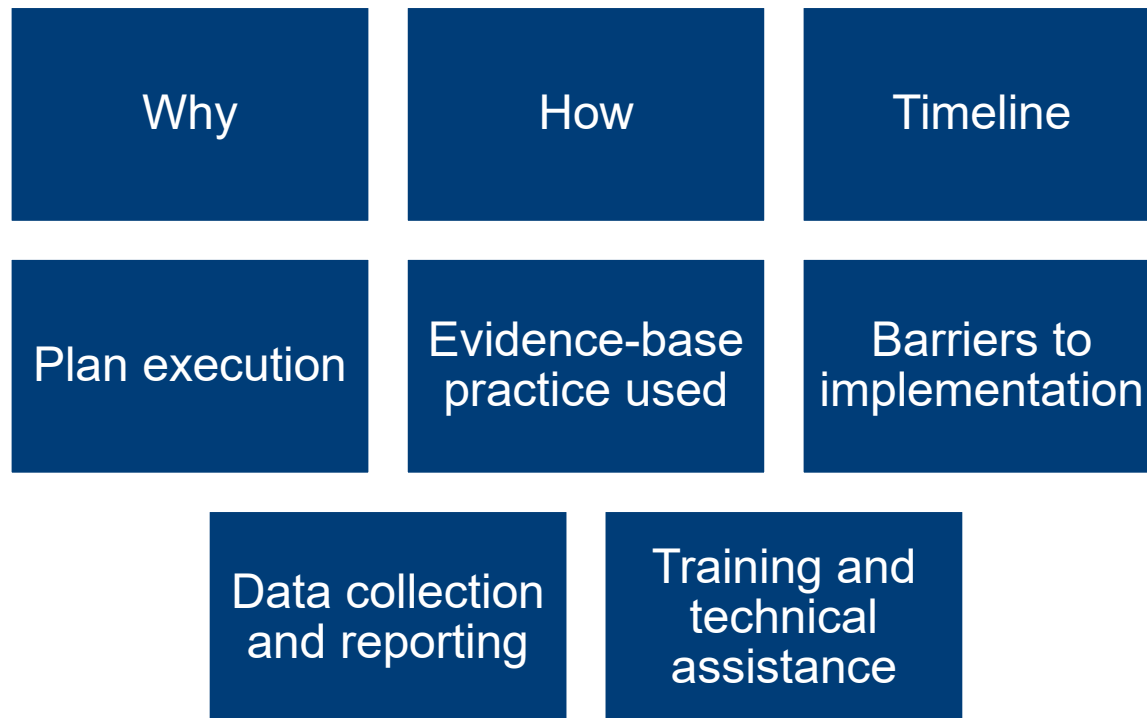 Why
How
Timeline
Plan execution
Evidence-base
practice used
Barriers to
implementation
Data collection
and reporting
Training and
technical
assistance